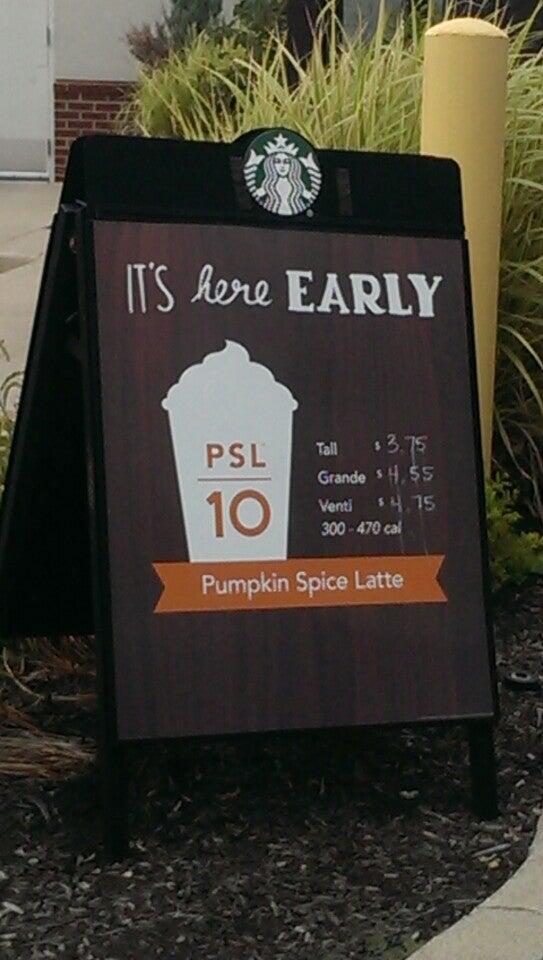 IT'S here EARLY
PSL
10
Tall $ 3.75
Grande $ 4.55
Venti $ 4.75
300 - 470 cal
Pumpkin Spice Latte